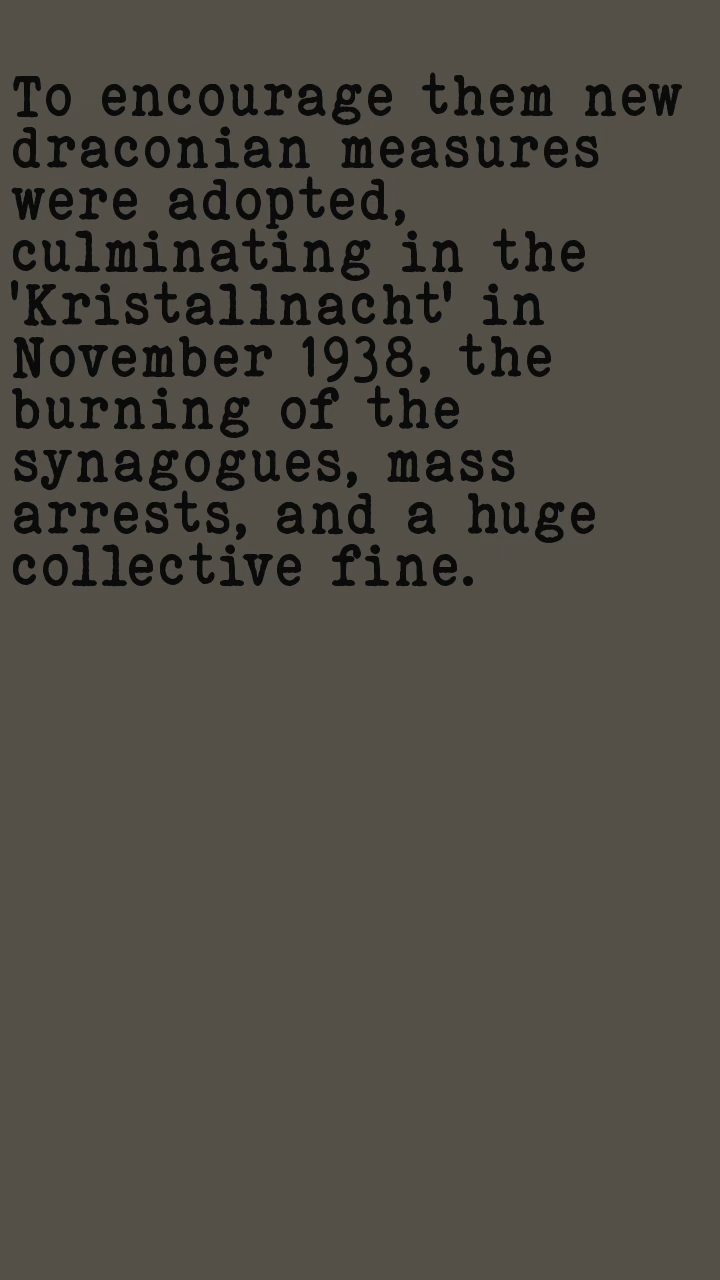 To encourage them new
draconian measures
were adopted,
culminating in the
'Kristallnacht' in
November 1938, the
burning of the
synagogues, mass
arrests, and a huge
collective fine.